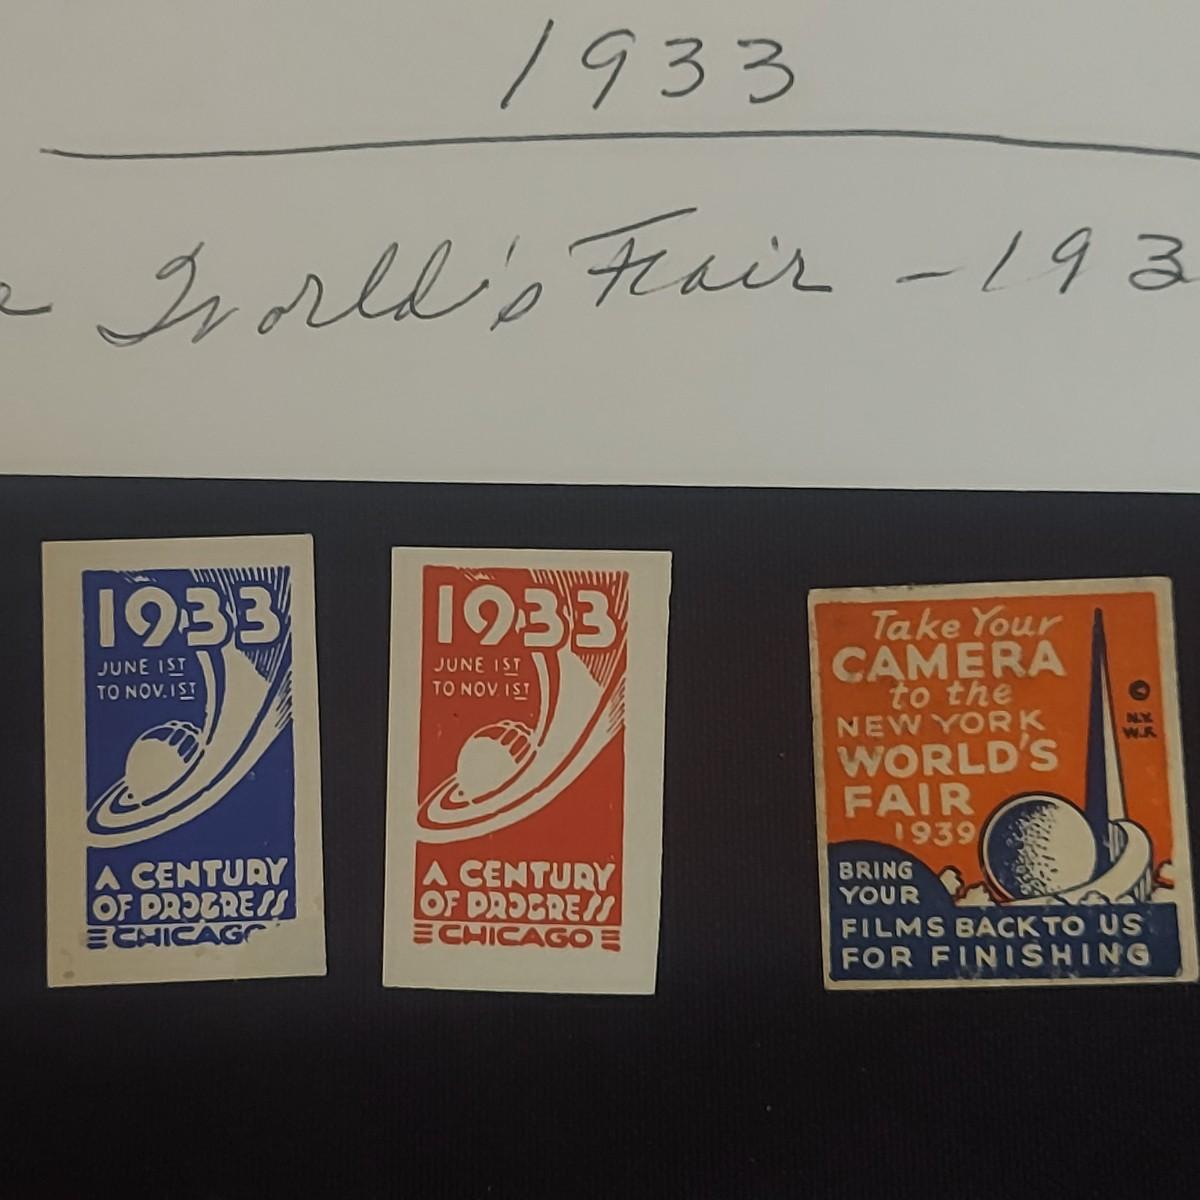 1933
World's Fair - 193
1933
JUNE 1ST
TO NOV. 1ST
A CENTURY
OF PROGRESS
CHICAGO
1933
JUNE 1ST
TO NOV 1ST
A CENTURY
OF PROGRESS
CHICAGO
Take Your
CAMERA
to the
NEW YORK
WORLD'S
FAIR
1939
©
N.Y.
W.F.
BRING
YOUR
FILMS BACK TO US
FOR FINISHING